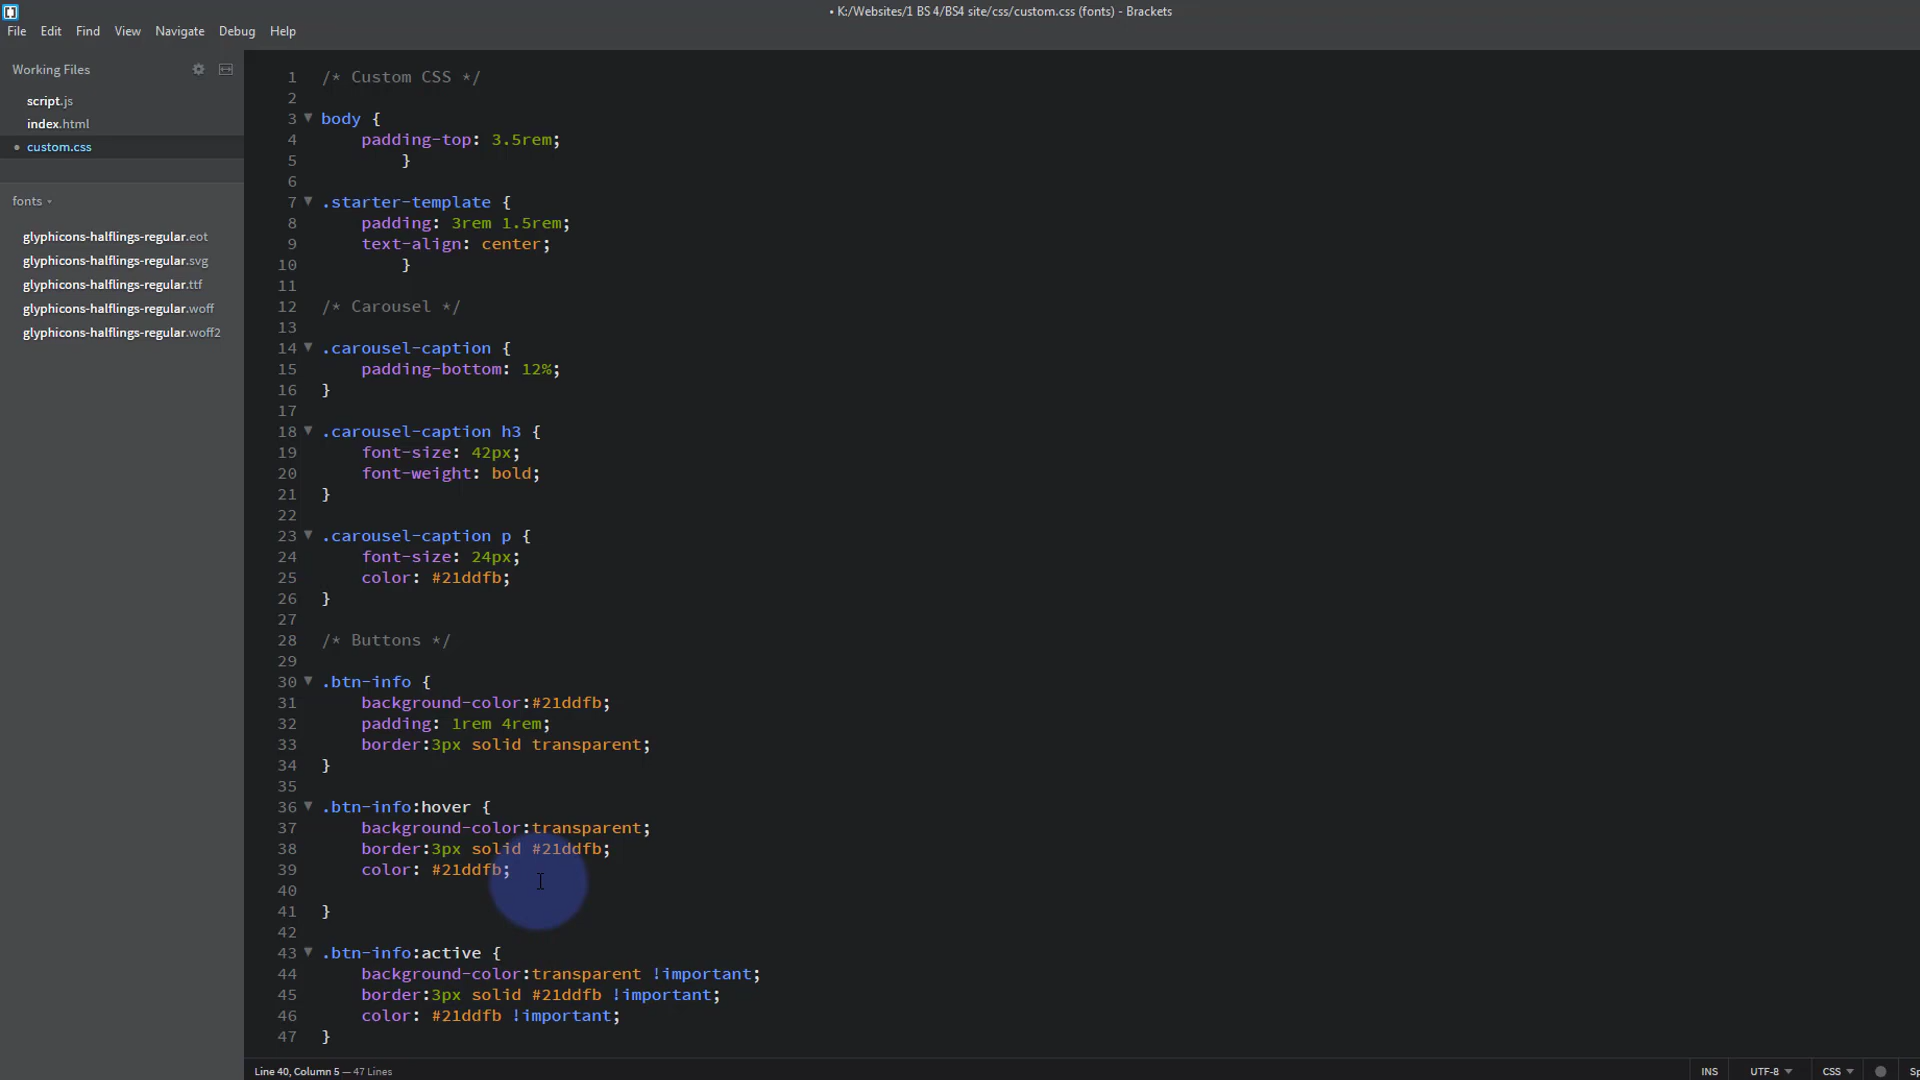 • K:/Websites/1 BS 4/BS4 site/css/custom.css (fonts) - Brackets
File Edit Find View Navigate Debug Help
Working Files
script.js
index.html
• custom.css
fonts
glyphicons-halflings-regular.eot
glyphicons-halflings-regular.svg
glyphicons-halflings-regular.ttf
glyphicons-halflings-regular.woff
glyphicons-halflings-regular.woff2
1 /* Custom CSS */
2
3 body {
4 padding-top: 3.5rem;
5 }
6
7 .starter-template {
8 padding: 3rem 1.5rem;
9 text-align: center;
10 }
11
12 /* Carousel */
13
14 .carousel-caption {
15 padding-bottom: 12%;
16 }
17
18 .carousel-caption h3 {
19 font-size: 42px;
20 font-weight: bold;
21 }
22
23 .carousel-caption p {
24 font-size: 24px;
25 color: #21ddfb;
26 }
27
28 /* Buttons */
29
30 .btn-info {
31 background-color:#21ddfb;
32 padding: 1rem 4rem;
33 border:3px solid transparent;
34 }
35
36 .btn-info:hover {
37 background-color:transparent;
38 border:3px solid #21ddfb;
39 color: #21ddfb;
40
41 }
42
43 .btn-info:active {
44 background-color:transparent !important;
45 border:3px solid #21ddfb !important;
46 color: #21ddfb !important;
47 }
Line 40, Column 5 — 47 Lines
INS UTF-8 CSS Sp